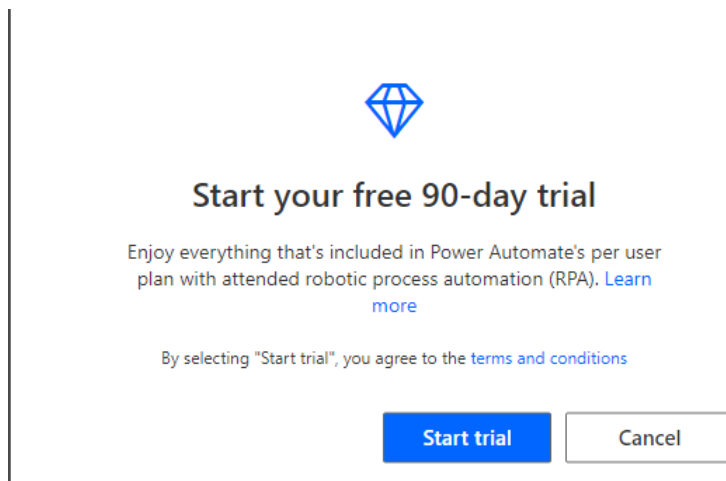 Start your free 90-day trial
Enjoy everything that's included in Power Automate's per user
plan with attended robotic process automation (RPA). Learn
more
By selecting "Start trial", you agree to the terms and conditions
Start trial Cancel